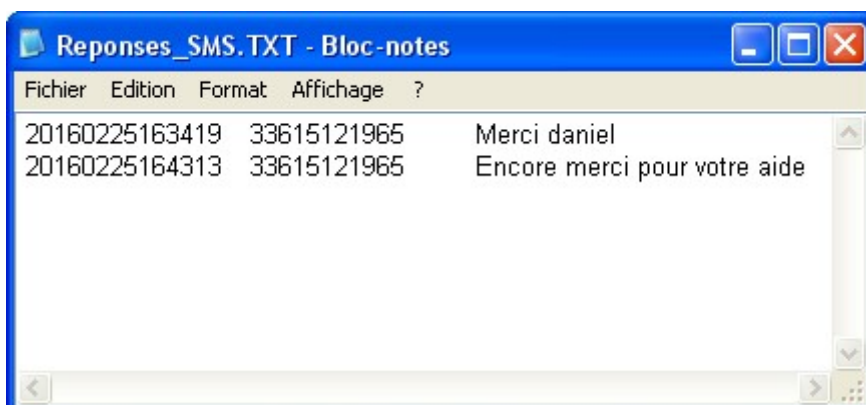 Reponses_SMS.TXT - Bloc-notes
Fichier Edition Format Affichage ?
20160225163419 33615121965 Merci daniel
20160225164313 33615121965 Encore merci pour votre aide